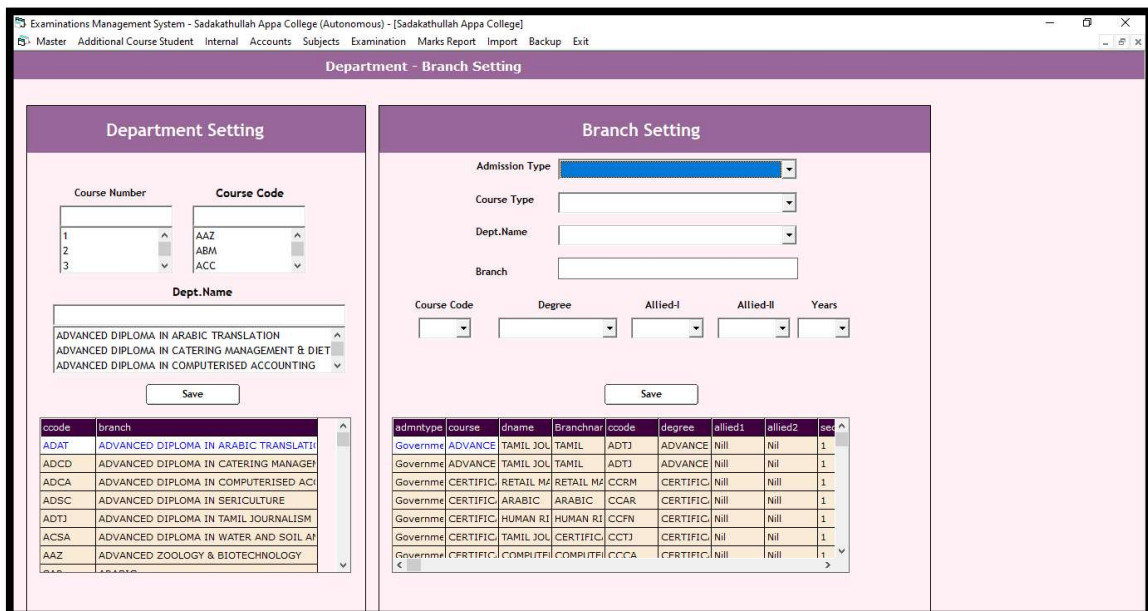 Examinations Management System - Sadakathullah Appa College (Autonomous) - [Sadakathullah Appa College]
Master Additional Course Student Internal Accounts Subjects Examination Marks Report Import Backup Exit
Department - Branch Setting
Department Setting
Course Number Course Code
1 AAZ
2 ABM
3 ACC
Dept.Name
ADVANCED DIPLOMA IN ARABIC TRANSLATION
ADVANCED DIPLOMA IN CATERING MANAGEMENT & DIET
ADVANCED DIPLOMA IN COMPUTERISED ACCOUNTING
Save
ccode branch
ADAT ADVANCED DIPLOMA IN ARABIC TRANSLATI
ADCD ADVANCED DIPLOMA IN CATERING MANAGEM
ADCA ADVANCED DIPLOMA IN COMPUTERISED AC
ADSC ADVANCED DIPLOMA IN SERICULTURE
ADTJ ADVANCED DIPLOMA IN TAMIL JOURNALISM
ACSA ADVANCED DIPLOMA IN WATER AND SOIL A
AAZ ADVANCED ZOOLOGY & BIOTECHNOLOGY
Branch Setting
Admission Type
Course Type
Dept.Name
Branch
Course Code Degree Allied-I Allied-II Years
Save
admntype course dname Branchnar ccode degree allied1 allied2 sec
Governme ADVANCE TAMIL JOU TAMIL ADTJ ADVANCE Nill Nil 1
Governme ADVANCE TAMIL JOU TAMIL ADTJ ADVANCE Nill Nill 1
Governme CERTIFIC RETAIL MA RETAIL MA CCRM CERTIFIC Nill Nill 1
Governme CERTIFIC ARABIC ARABIC CCAR CERTIFIC Nill Nill 1
Governme CERTIFIC HUMAN RI HUMAN RI CCFN CERTIFIC Nill Nill 1
Governme CERTIFIC TAMIL JOU CERTIFIC CCTJ CERTIFIC Nil Nill 1
Governme CERTIFIC COMPUTE COMPUTE CCCA CERTIFIC Nill Nill 1